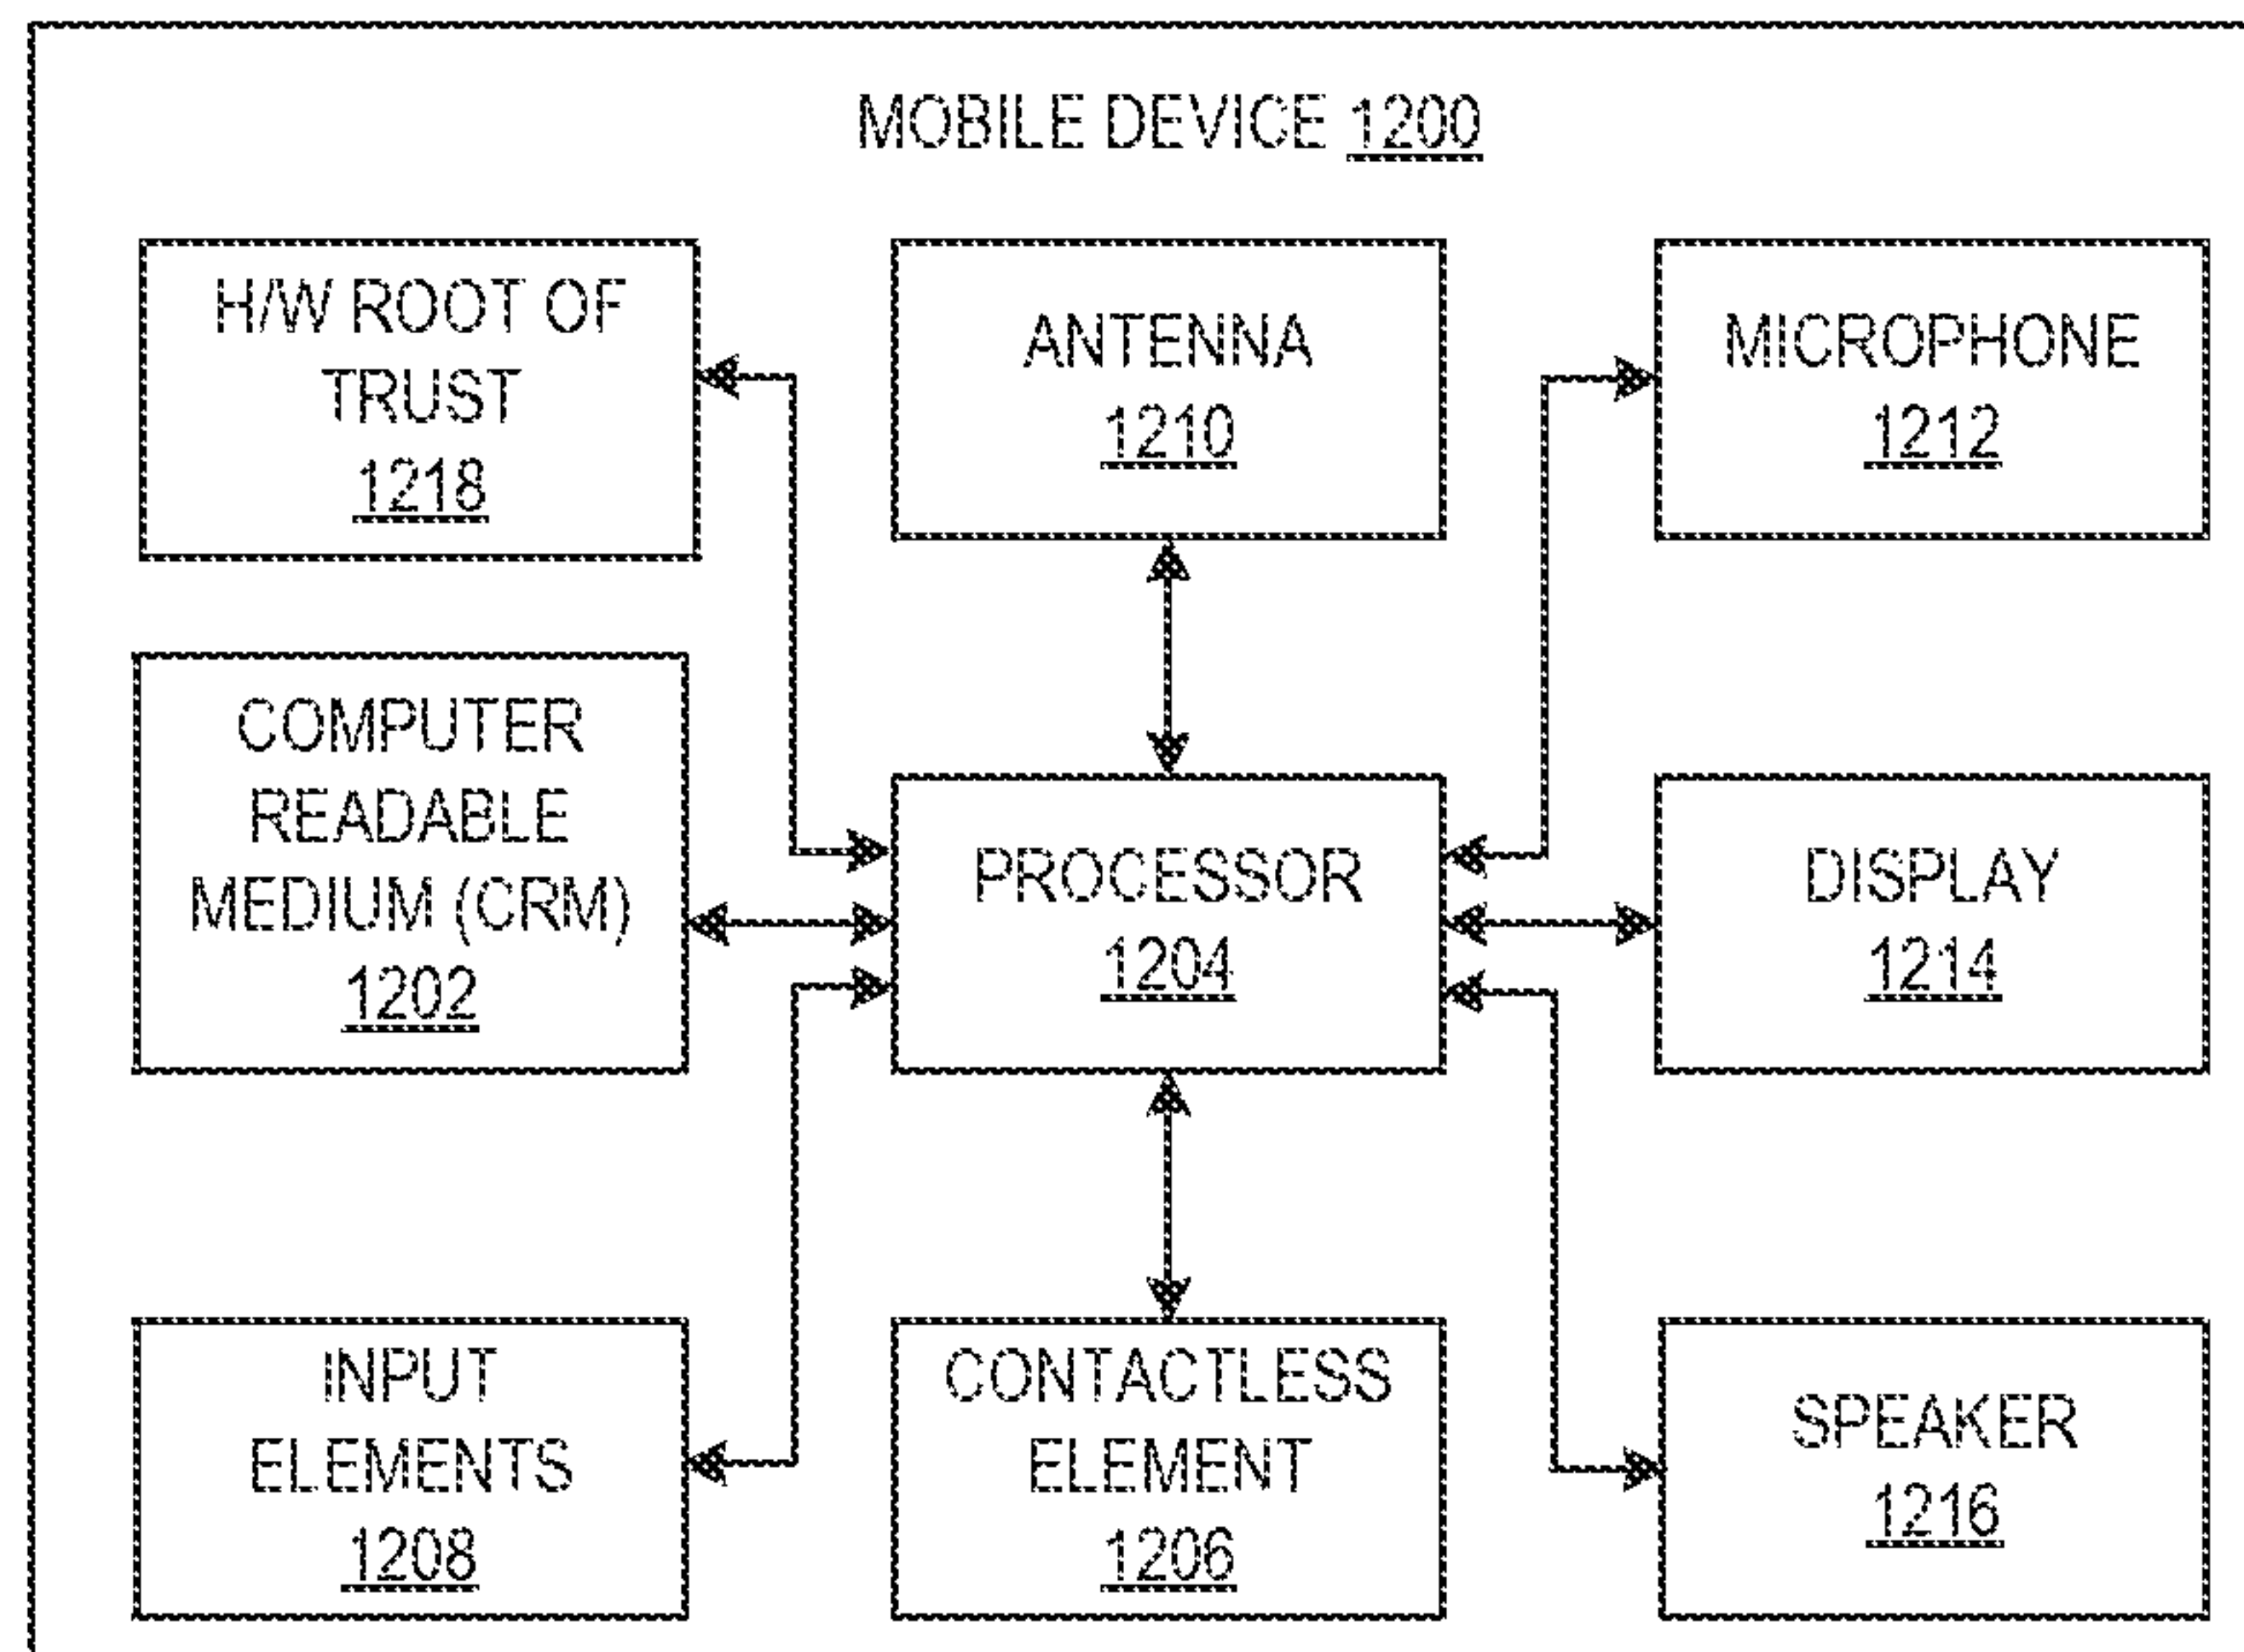 MOBILE DEVICE 1200
H/W ROOT OF
TRUST
1218
ANTENNA
1210
MICROPHONE
1212
COMPUTER
READABLE
MEDIUM (CRM)
1202
PROCESSOR
1204
DISPLAY
1214
INPUT
ELEMENTS
1208
CONTACTLESS
ELEMENT
1206
SPEAKER
1216